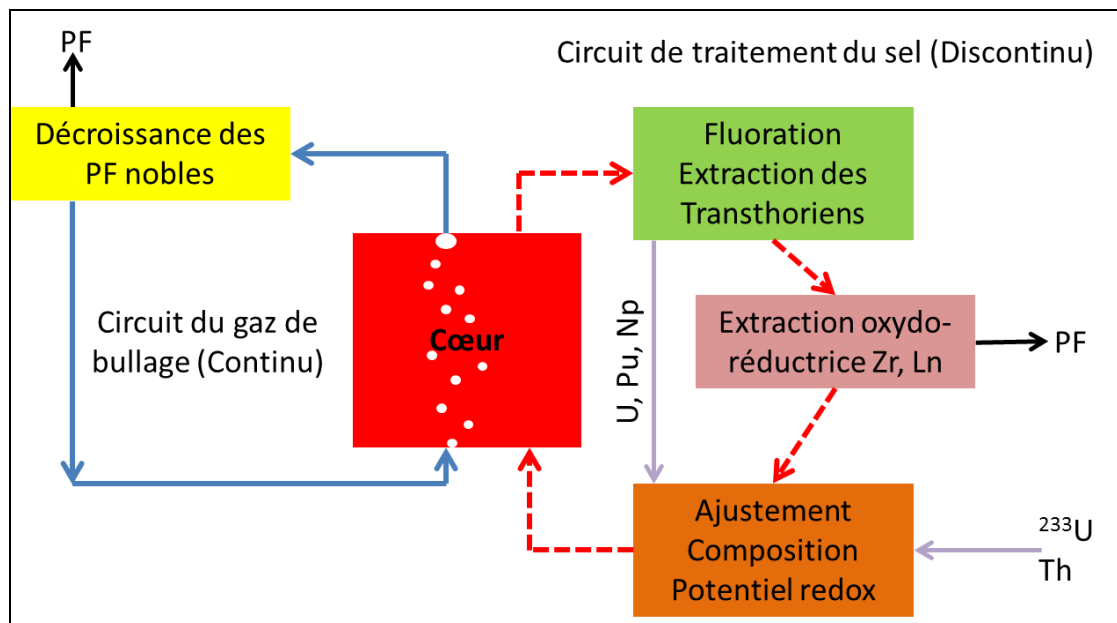 PF
Circuit de traitement du sel (Discontinu)
Décroissance des
PF nobles
Fluoration
Extraction des
Transthoriens
Circuit du gaz de
bullage (Continu)
Cœur
U, Pu, Np
Extraction oxydo-
réductrice Zr, Ln
PF
Ajustement
Composition
Potentiel redox
²³³U
Th